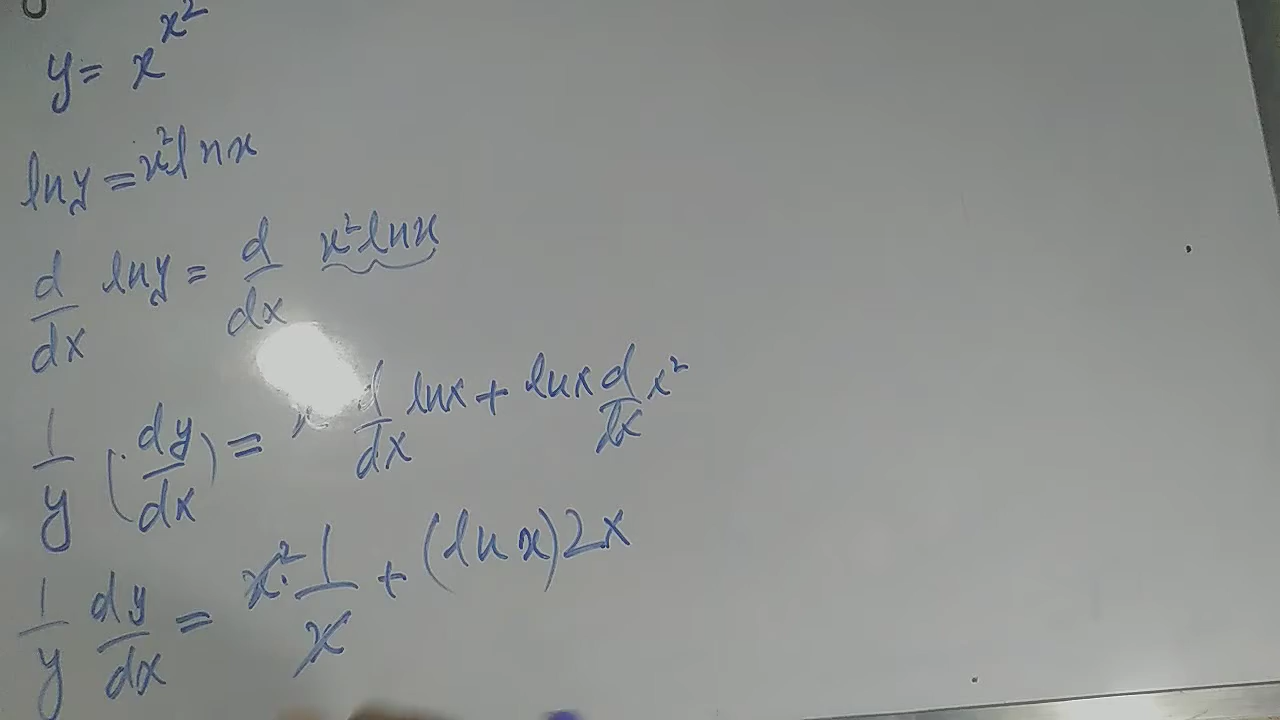 y = x^{x^2}
ln y = x^2 ln x
d/dx ln y = d/dx x^2 ln x
1/y (dy/dx) = d/dx ln x + ln x d/dx x^2
1/y dy/dx = x^2 · 1/x + (ln x) 2x